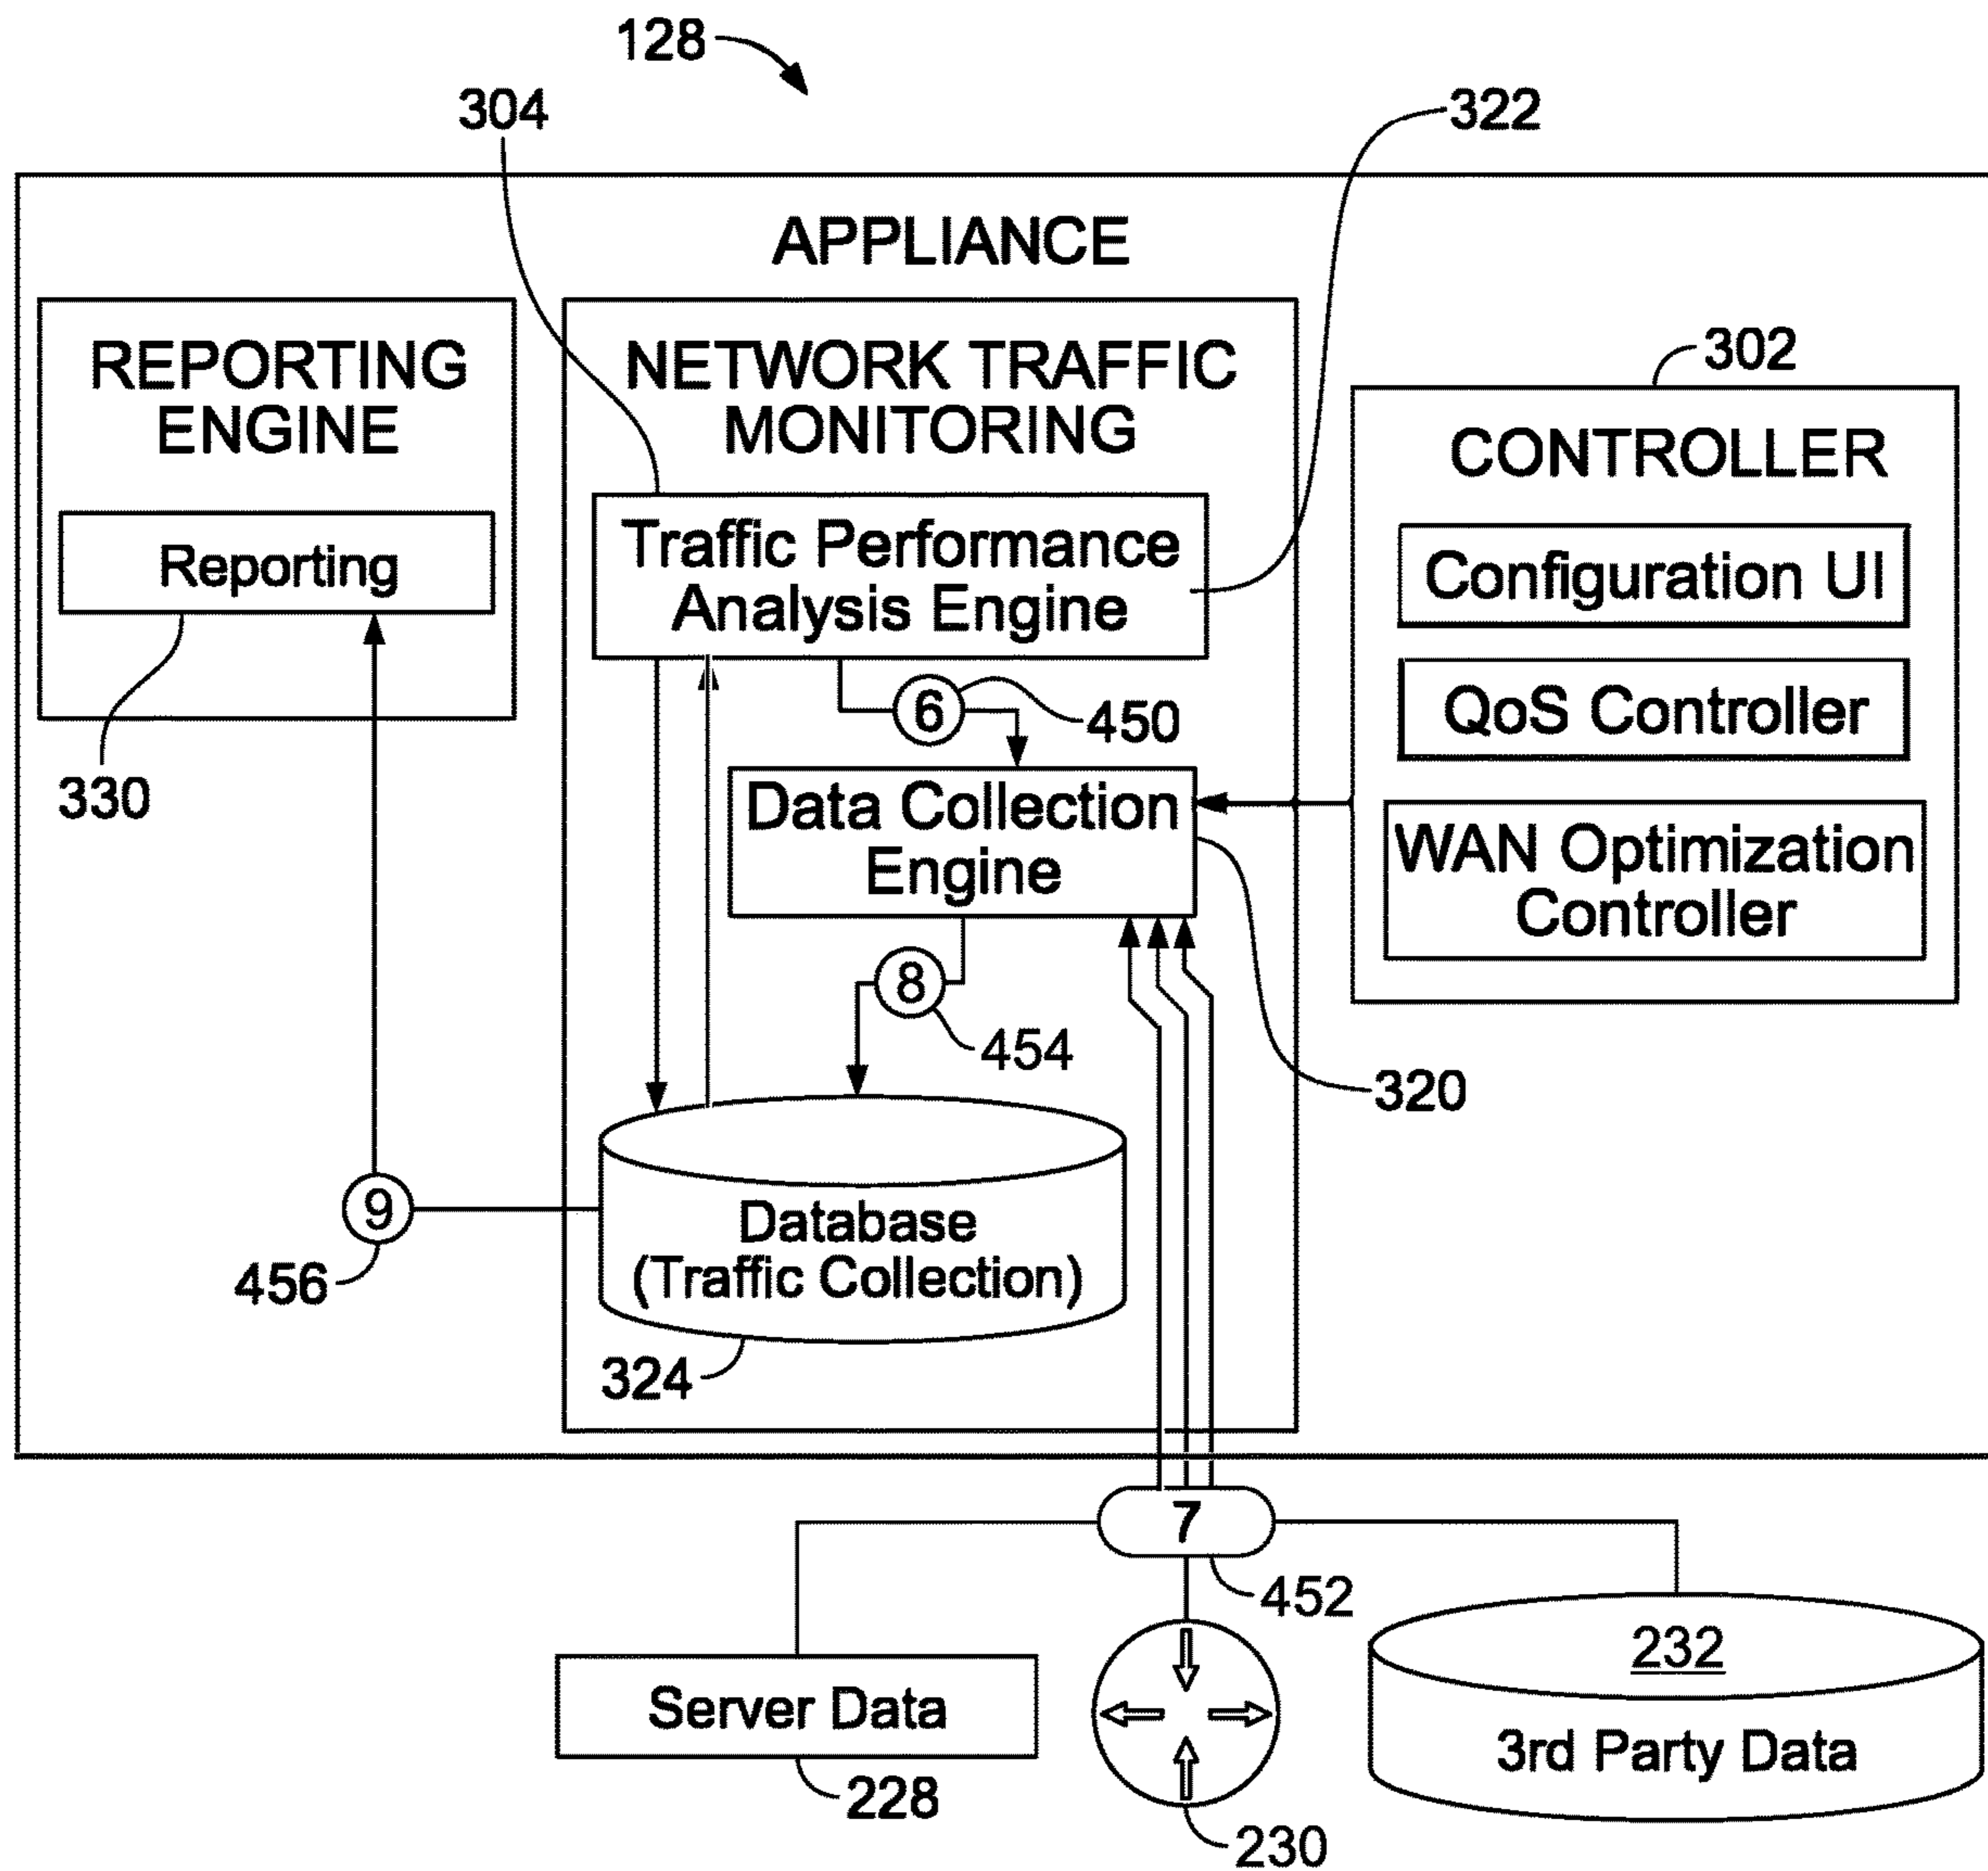 128
304
322
APPLIANCE
REPORTING
ENGINE
Reporting
330
NETWORK TRAFFIC
MONITORING
Traffic Performance
Analysis Engine
6
450
Data Collection
Engine
8
454
320
302
CONTROLLER
Configuration UI
QoS Controller
WAN Optimization
Controller
9
456
Database
(Traffic Collection)
324
7
452
Server Data
228
230
232
3rd Party Data